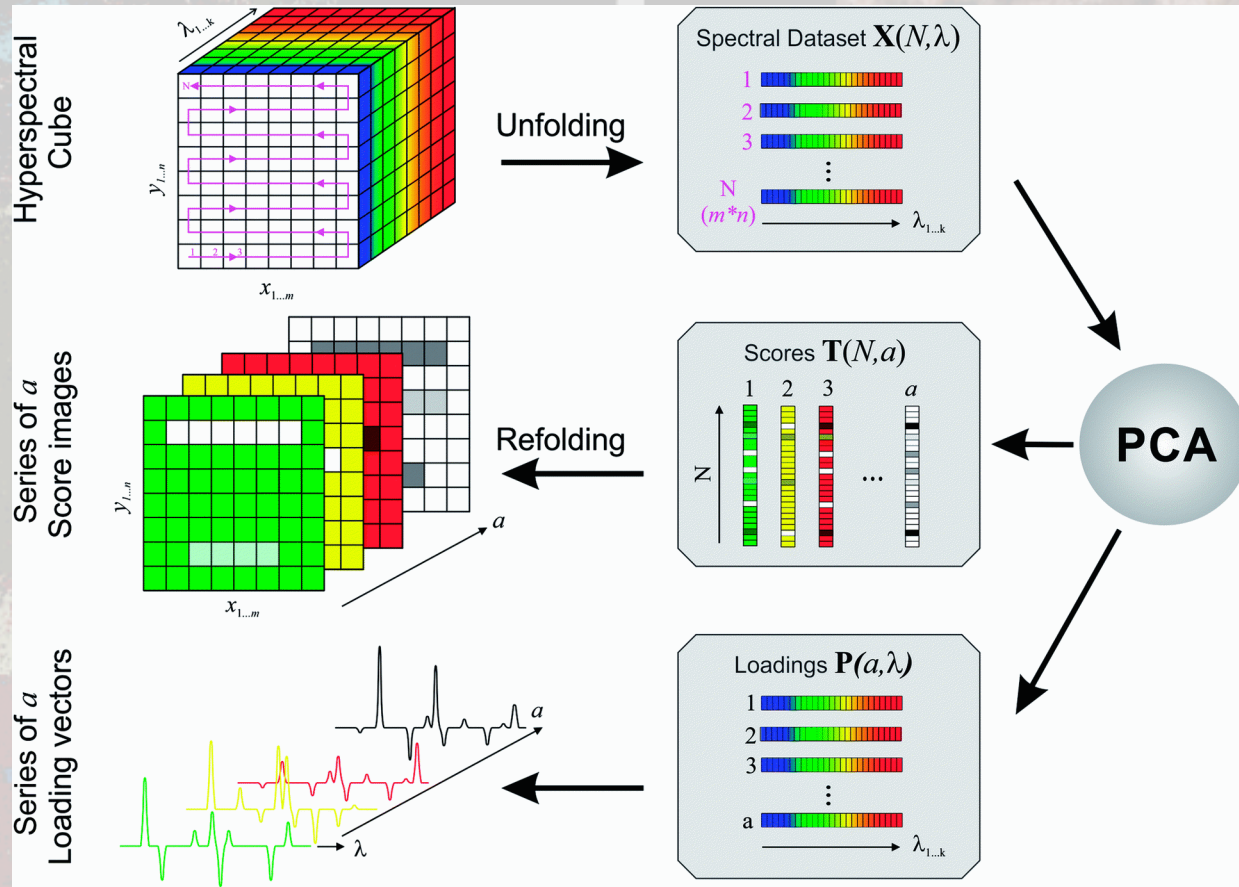 Hyperspectral
Cube
λ1...k
N
y1...n
1 2 3
x1...m
Unfolding
Spectral Dataset X(N,λ)
1
2
3
⋮
N
(m*n)
λ1...k
PCA
Scores T(N,a)
1 2 3 a
...
N
Refolding
Series of a
Score images
y1...n
x1...m
a
Loadings P(a,λ)
1
2
3
⋮
a
λ1...k
Series of a
Loading vectors
a
λ